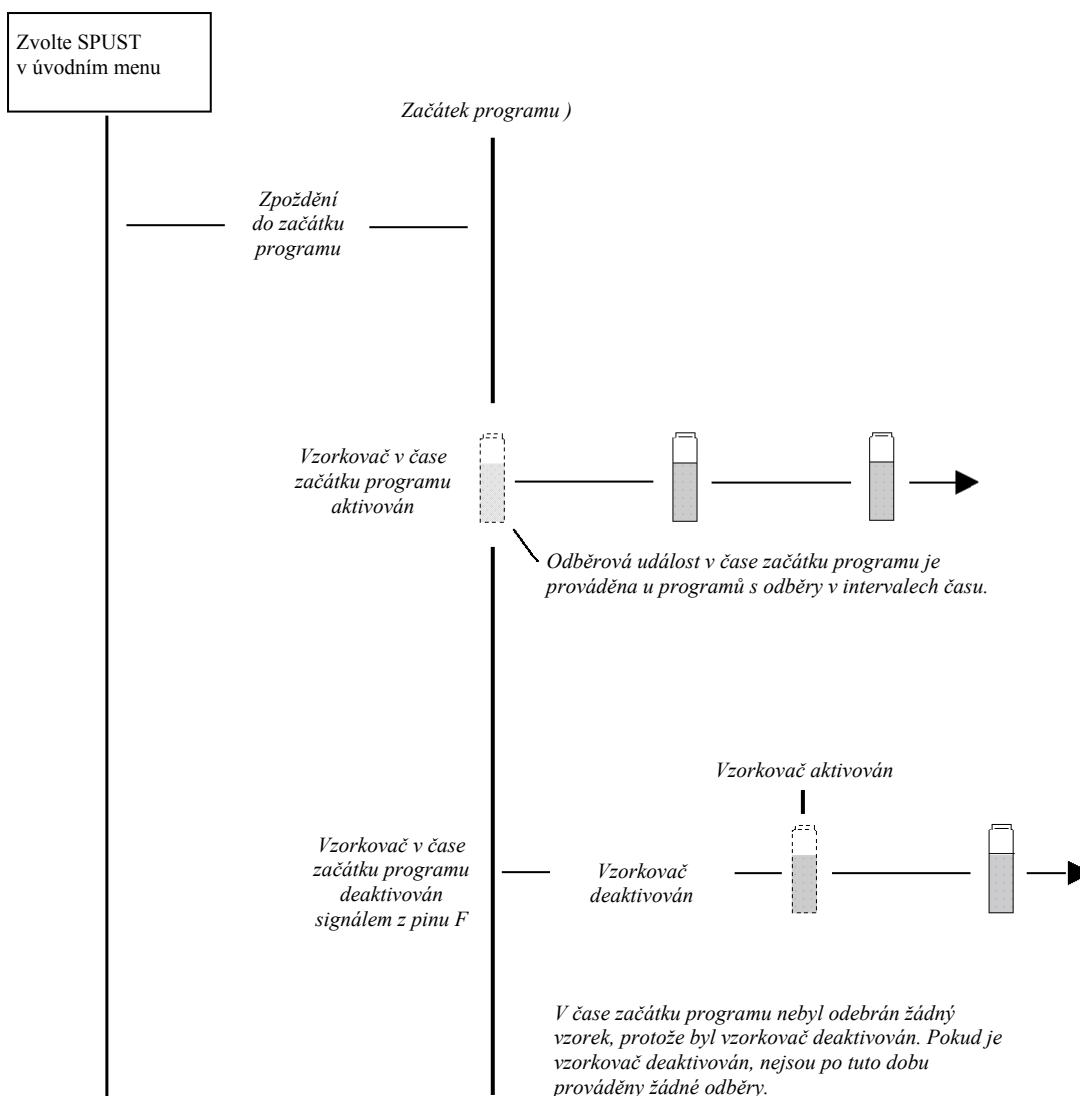 Zvolte SPUST
v úvodním menu
Začátek programu )
Zpoždění
do začátku
programu
Vzorkovač v čase
začátku programu
aktivován
Odběrová událost v čase začátku programu je
prováděna u programů s odběry v intervalech času.
Vzorkovač aktivován
Vzorkovač v čase
začátku programu
deaktivován
signálem z pinu F
Vzorkovač
deaktivován
V čase začátku programu nebyl odebrán žádný
vzorek, protože byl vzorkovač deaktivován. Pokud je
vzorkovač deaktivován, nejsou po tuto dobu
prováděny žádné odběry.